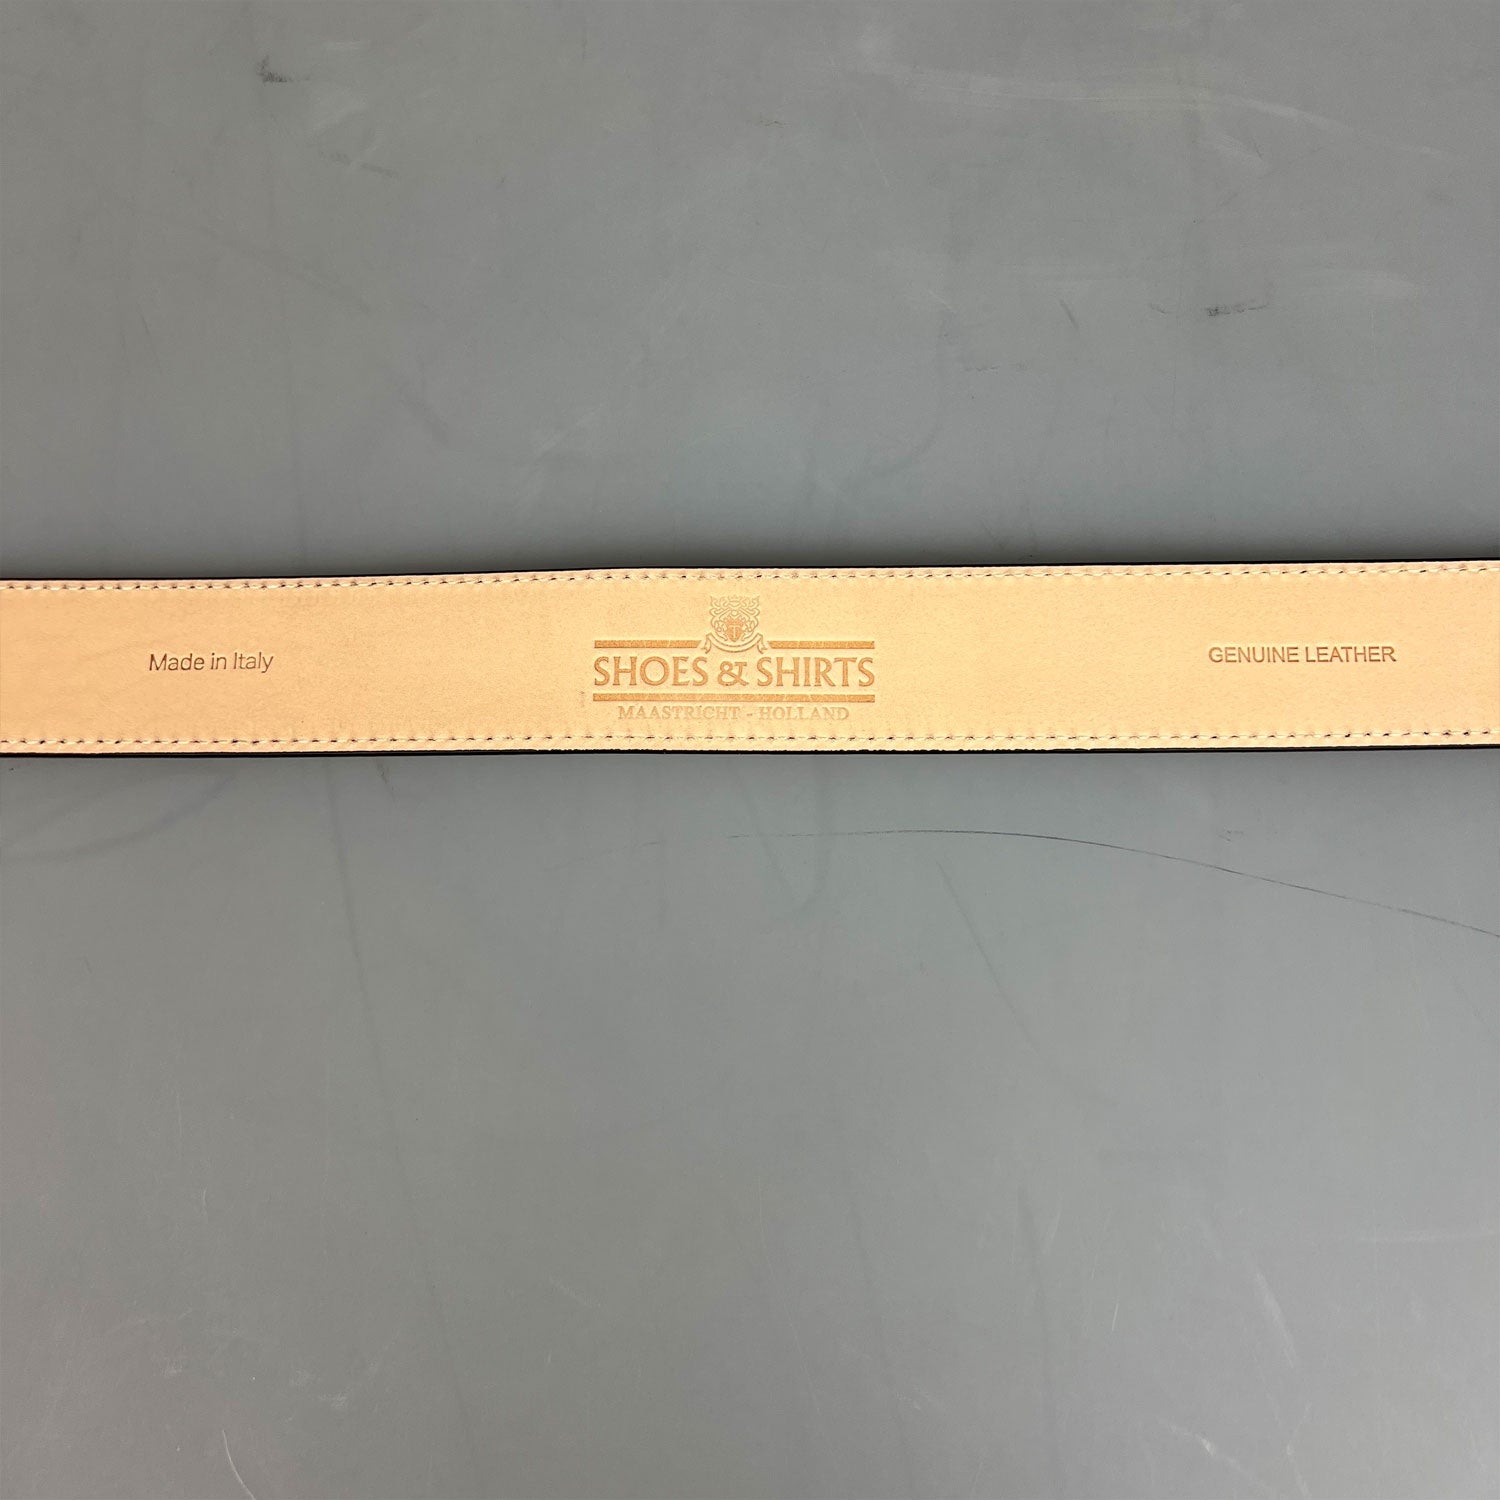 Made in Italy
SHOES & SHIRTS
MAASTRICHT - HOLLAND
GENUINE LEATHER